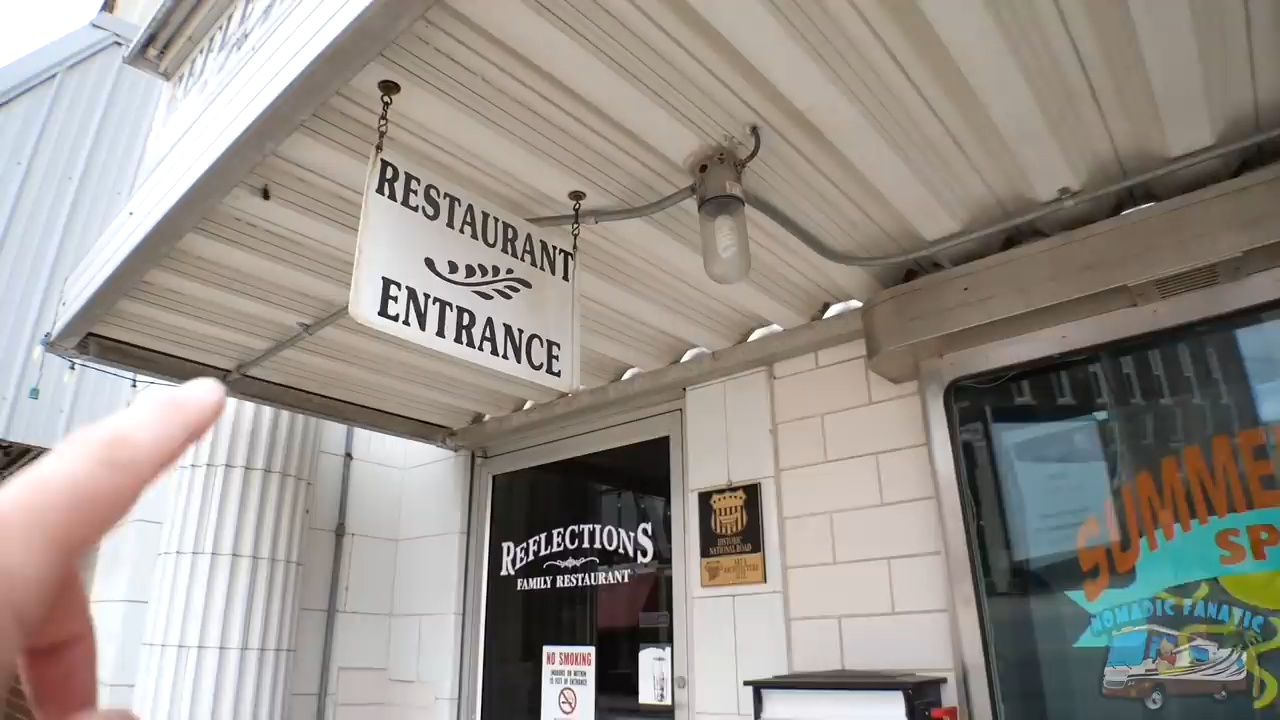 RESTAURANT
ENTRANCE
REFLECTIONS
FAMILY RESTAURANT
HISTORIC
NATIONAL ROAD
NO SMOKING
SUMME
SP
NOMADIC FANATIC